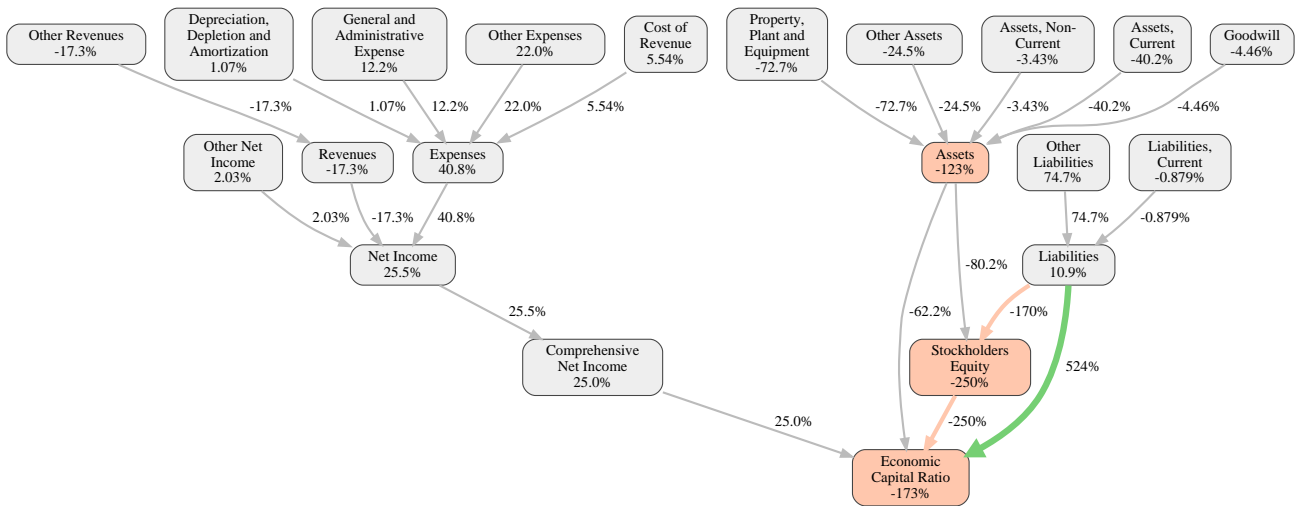 Other Revenues
-17.3%
Depreciation,
Depletion and
Amortization
1.07%
General and
Administrative
Expense
12.2%
Other Expenses
22.0%
Cost of
Revenue
5.54%
Property,
Plant and
Equipment
-72.7%
Other Assets
-24.5%
Assets, Non-
Current
-3.43%
Assets,
Current
-40.2%
Goodwill
-4.46%
-17.3%
1.07%
12.2%
22.0%
5.54%
-72.7%
-24.5%
-3.43%
-40.2%
-4.46%
Other Net
Income
2.03%
Revenues
-17.3%
Expenses
40.8%
Assets
-123%
Other
Liabilities
74.7%
Liabilities,
Current
-0.879%
2.03%
-17.3%
40.8%
74.7%
-0.879%
Net Income
25.5%
Liabilities
10.9%
-80.2%
25.5%
-62.2%
-170%
Comprehensive
Net Income
25.0%
Stockholders
Equity
-250%
524%
25.0%
-250%
Economic
Capital Ratio
-173%